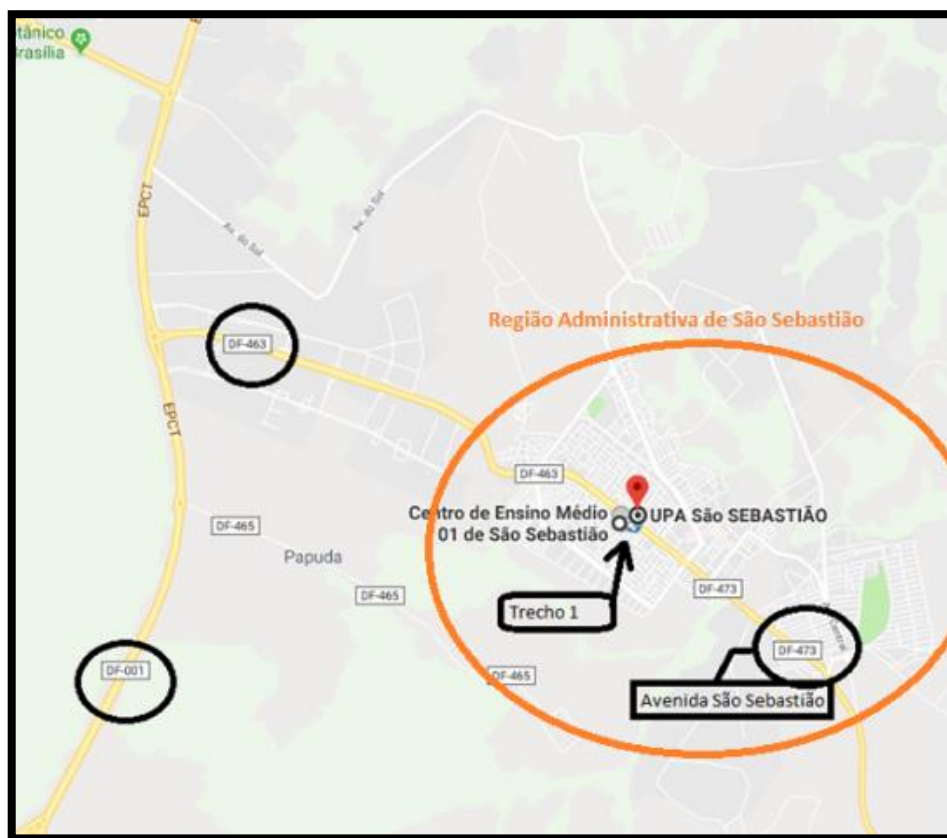 tânico
Brasília
EPCT
Av. do Sol
Av. do Sol
Região Administrativa de São Sebastião
DF-463
EPCT
DF-463
Centro de Ensino Médio
01 de São Sebastião
UPA São SEBASTIÃO
DF-465
Papuda
DF-465
Trecho 1
DF-473
DF-473
DF-001
DF-465
Avenida São Sebastião